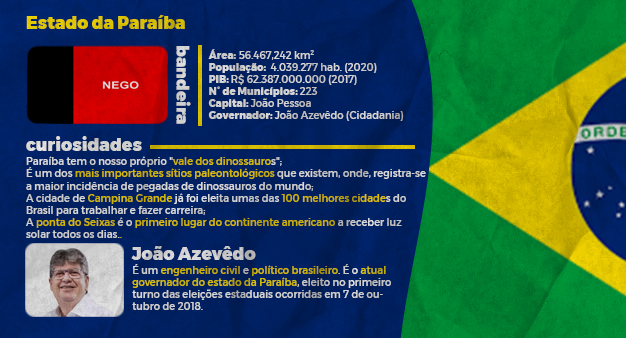 Estado da Paraíba
NEGO
bandeira
Área: 56.467,242 km²
População: 4.039.277 hab. (2020)
PIB: R$ 62.387.000.000 (2017)
N° de Municípios: 223
Capital: João Pessoa
Governador: João Azevêdo (Cidadania)
curiosidades
Paraíba tem o nosso próprio "vale dos dinossauros";
É um dos mais importantes sítios paleontológicos que existem, onde, registra-se
a maior incidência de pegadas de dinossauros do mundo;
A cidade de Campina Grande já foi eleita umas das 100 melhores cidades do
Brasil para trabalhar e fazer carreira;
A ponta do Seixas é o primeiro lugar do continente americano a receber luz
solar todos os dias..
João Azevêdo
É um engenheiro civil e político brasileiro. É o atual
governador do estado da Paraíba, eleito no primeiro
turno das eleições estaduais ocorridas em 7 de ou-
tubro de 2018.
ORDE